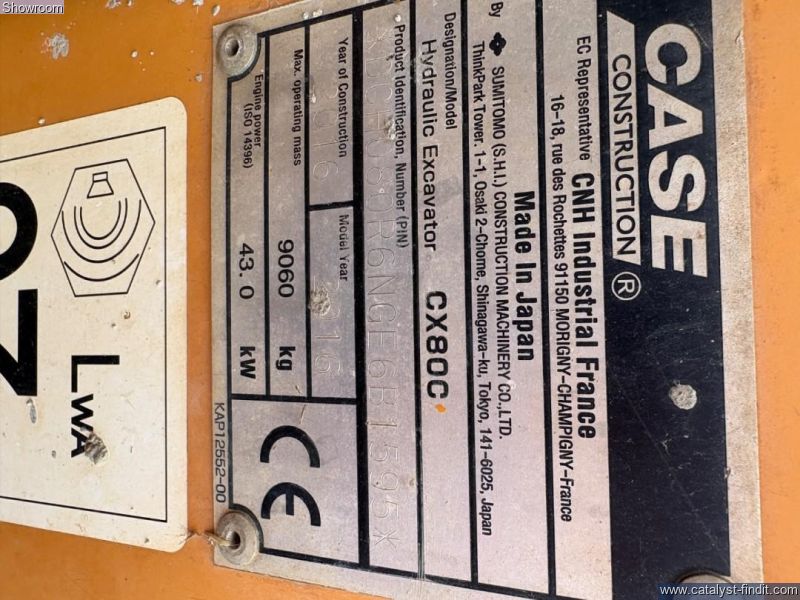 Showroom
CASE
CONSTRUCTION ®
EC Representative CNH Industrial France
16-18, rue des Rochettes 91150 MORIGNY-CHAMPIGNY-France
Made In Japan
By SUMITOMO (S.H.I.) CONSTRUCTION MACHINERY CO.,LTD.
ThinkPark Tower. 1-1, Osaki 2-Chome, Shinagawa-ku, Tokyo, 141-6025, Japan
Designation/Model
Hydraulic Excavator CX80C
Product Identification, Number (PIN)
Year of Construction Model Year
Max. operating mass 9060 kg
Engine power
(ISO 14396) 43.0 kW
CE
KAP12552-00
LWA
www.catalyst-findit.com